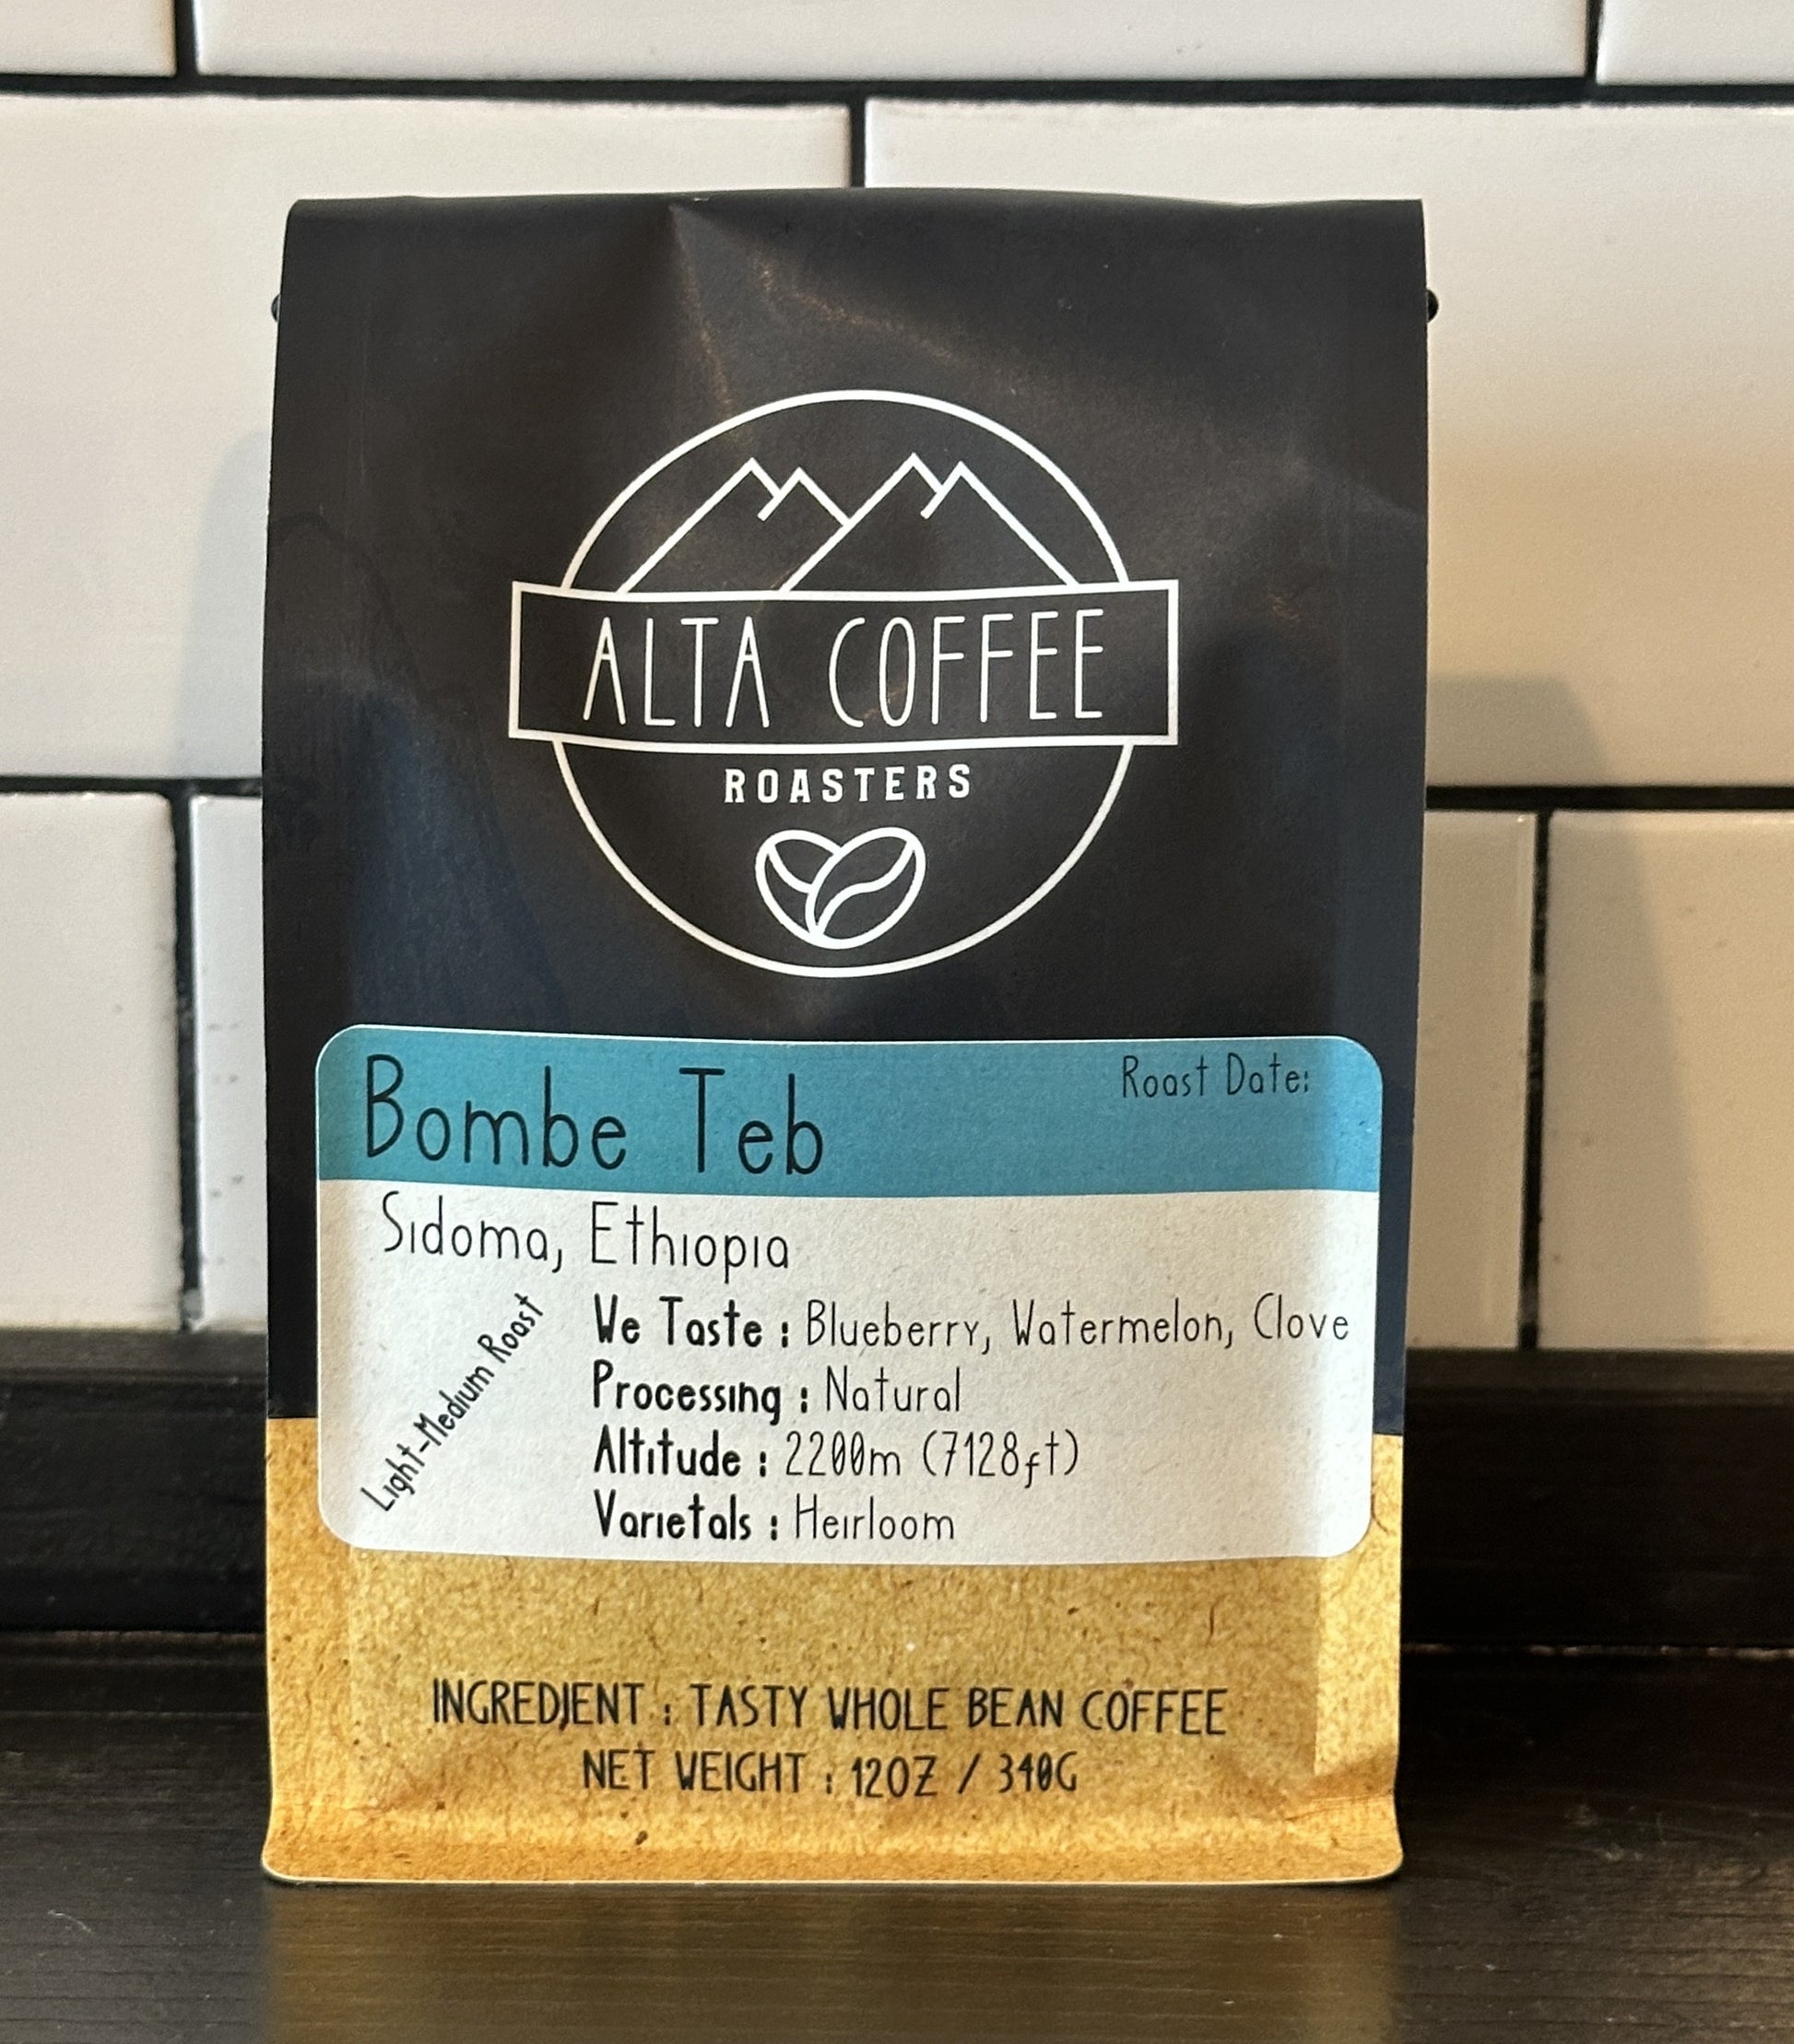 ALTA COFFEE
ROASTERS
Bombe Teb
Roast Date:
Sidoma, Ethiopia
Light-Medium Roast
We Taste : Blueberry, Watermelon, Clove
Processing : Natural
Altitude : 2200m (7128ft)
Varietals : Heirloom
INGREDIENT : TASTY WHOLE BEAN COFFEE
NET WEIGHT : 12OZ / 340G